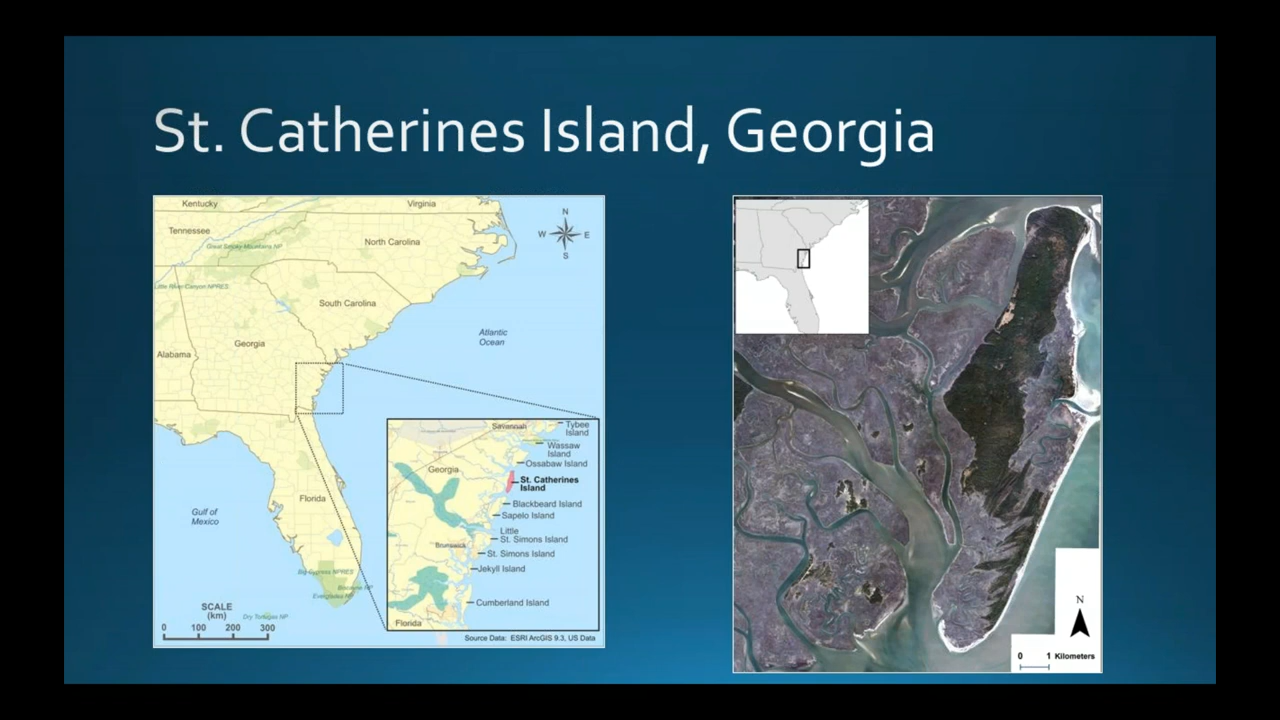 St. Catherines Island, Georgia
Kentucky
Virginia
Tennessee
Great Smoky Mountains NP
North Carolina
N
W
E
S
Little River Canyon NPRES
South Carolina
Atlantic
Ocean
Georgia
Alabama
Florida
Gulf of
Mexico
Big Cypress NPRES
Biscayne NP
Everglades NP
Dry Tortugas NP
SCALE
(km)
0 100 200 300
Savannah
Tybee
Island
Wassaw
Island
Ossabaw Island
Georgia
St. Catherines
Island
Blackbeard Island
Sapelo Island
Little
St. Simons Island
Brunswick
St. Simons Island
Jekyll Island
Cumberland Island
Florida
Source Data: ESRI ArcGIS 9.3, US Data
N
0 1 Kilometers